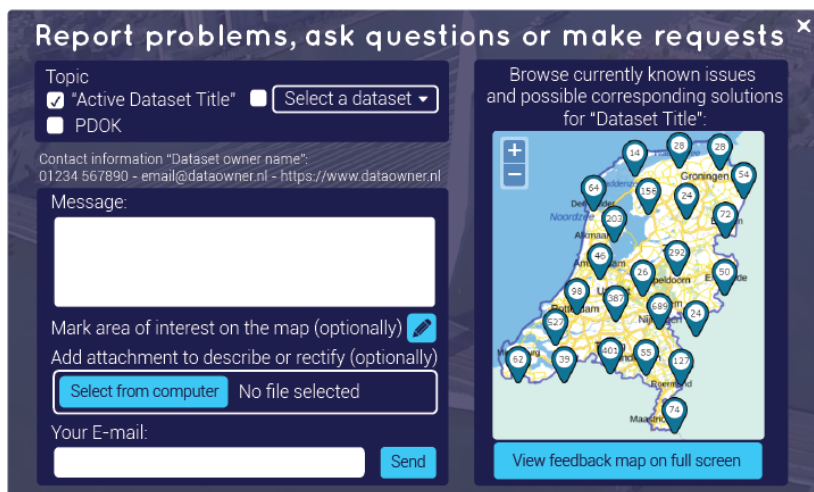 Report problems, ask questions or make requests ×
Topic
"Active Dataset Title" Select a dataset
PDOK
Contact information "Dataset owner name":
01234 567890 - email@dataowner.nl - https://www.dataowner.nl
Message:
Mark area of interest on the map (optionally)
Add attachment to describe or rectify (optionally)
Select from computer No file selected
Your E-mail:
Send
Browse currently known issues
and possible corresponding solutions
for "Dataset Title":
+
−
14
28
28
Groningen
54
64
156
24
203
Noordzee
72
Alkmaar
46
292
26
50
98
387
689
24
527
62
39
401
55
127
Roermond
74
View feedback map on full screen